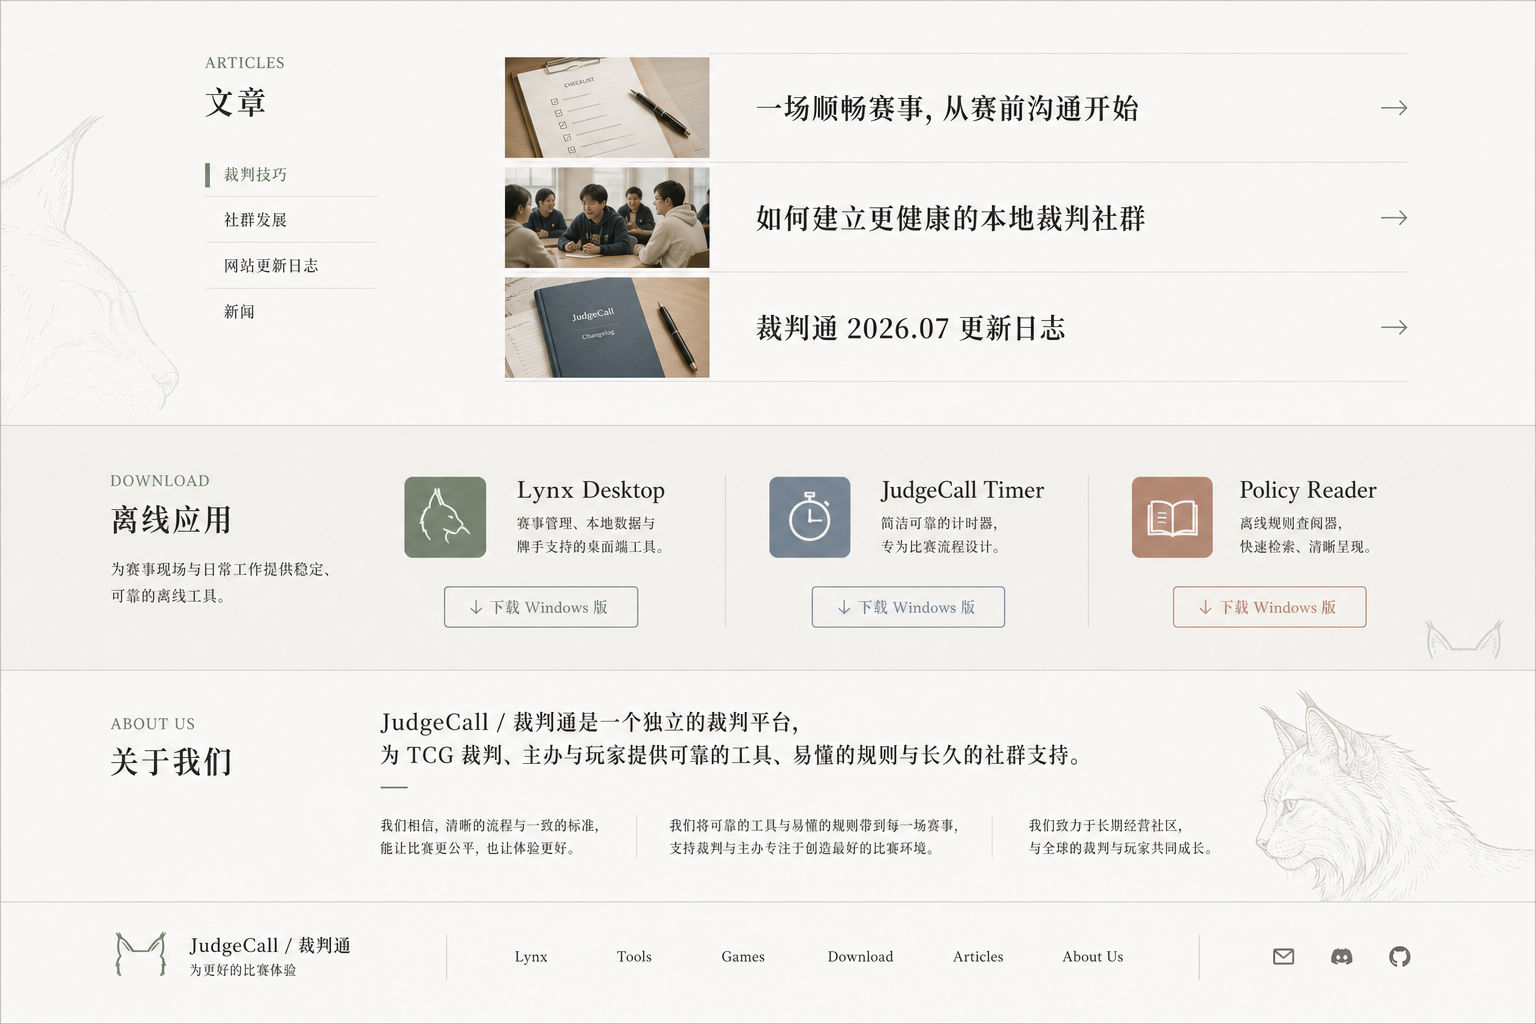 ARTICLES
文章
裁判技巧
社群发展
网站更新日志
新闻
CHECKLIST
一场顺畅赛事，从赛前沟通开始
如何建立更健康的本地裁判社群
JudgeCall
Changelog
裁判通 2026.07 更新日志
DOWNLOAD
离线应用
为赛事现场与日常工作提供稳定、
可靠的离线工具。
Lynx Desktop
赛事管理、本地数据与
牌手支持的桌面端工具。
↓ 下载 Windows 版
JudgeCall Timer
简洁可靠的计时器，
专为比赛流程设计。
↓ 下载 Windows 版
Policy Reader
离线规则查阅器，
快速检索、清晰呈现。
↓ 下载 Windows 版
ABOUT US
关于我们
JudgeCall / 裁判通是一个独立的裁判平台，
为 TCG 裁判、主办与玩家提供可靠的工具、易懂的规则与长久的社群支持。
我们相信，清晰的流程与一致的标准，
能让比赛更公平，也让体验更好。
我们将可靠的工具与易懂的规则带到每一场赛事，
支持裁判与主办专注于创造最好的比赛环境。
我们致力于长期经营社区，
与全球的裁判与玩家共同成长。
JudgeCall / 裁判通
为更好的比赛体验
Lynx
Tools
Games
Download
Articles
About Us